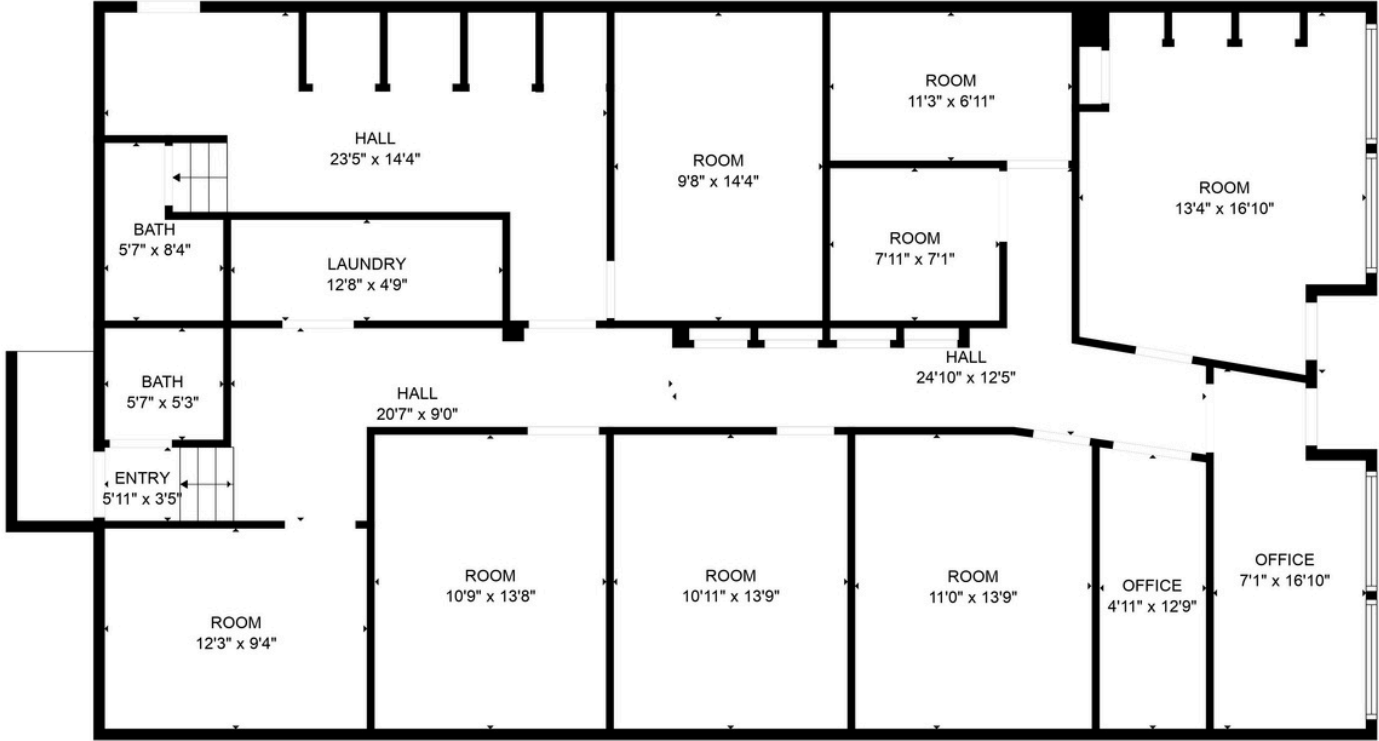 ROOM
11'3" x 6'11"
HALL
23'5" x 14'4"
ROOM
9'8" x 14'4"
ROOM
13'4" x 16'10"
BATH
5'7" x 8'4"
ROOM
7'11" x 7'1"
LAUNDRY
12'8" x 4'9"
HALL
24'10" x 12'5"
BATH
5'7" x 5'3"
HALL
20'7" x 9'0"
ENTRY
5'11" x 3'5"
OFFICE
7'1" x 16'10"
ROOM
10'9" x 13'8"
ROOM
10'11" x 13'9"
ROOM
11'0" x 13'9"
OFFICE
4'11" x 12'9"
ROOM
12'3" x 9'4"